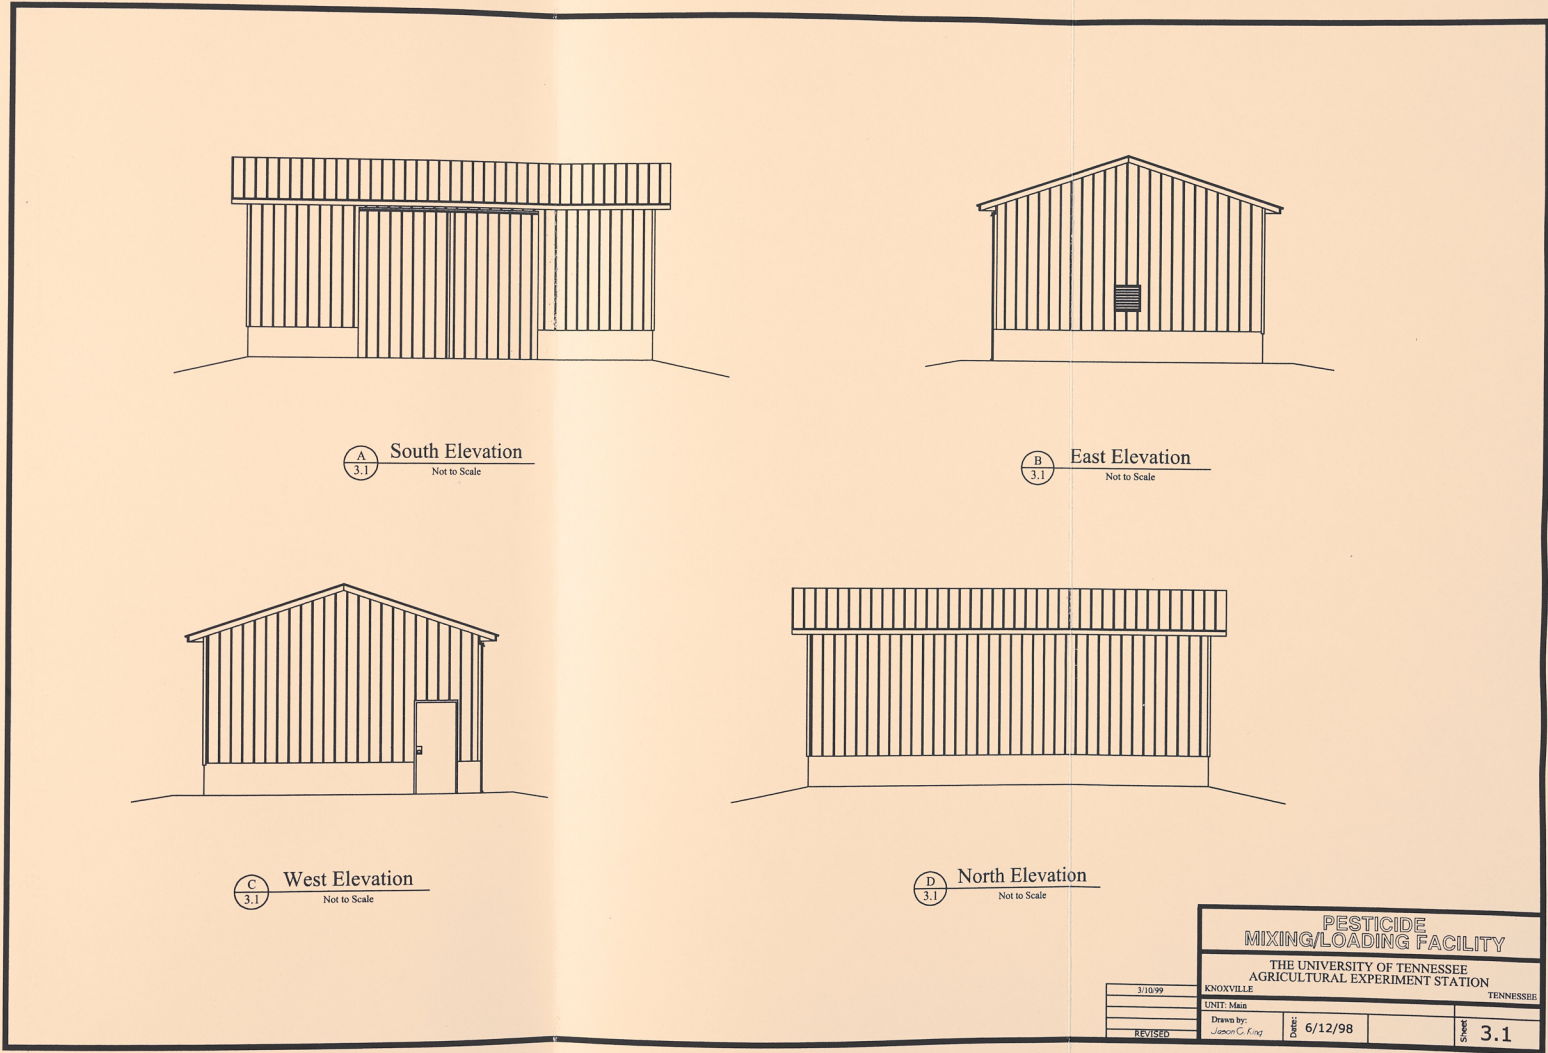 A
3.1
South Elevation
Not to Scale
B
3.1
East Elevation
Not to Scale
C
3.1
West Elevation
Not to Scale
D
3.1
North Elevation
Not to Scale
PESTICIDE
MIXING/LOADING FACILITY
THE UNIVERSITY OF TENNESSEE
AGRICULTURAL EXPERIMENT STATION
KNOXVILLE
TENNESSEE
3/10/99
REVISED
UNIT: Main
Drawn by:
Jason C. King
Date:
6/12/98
Sheet
3.1